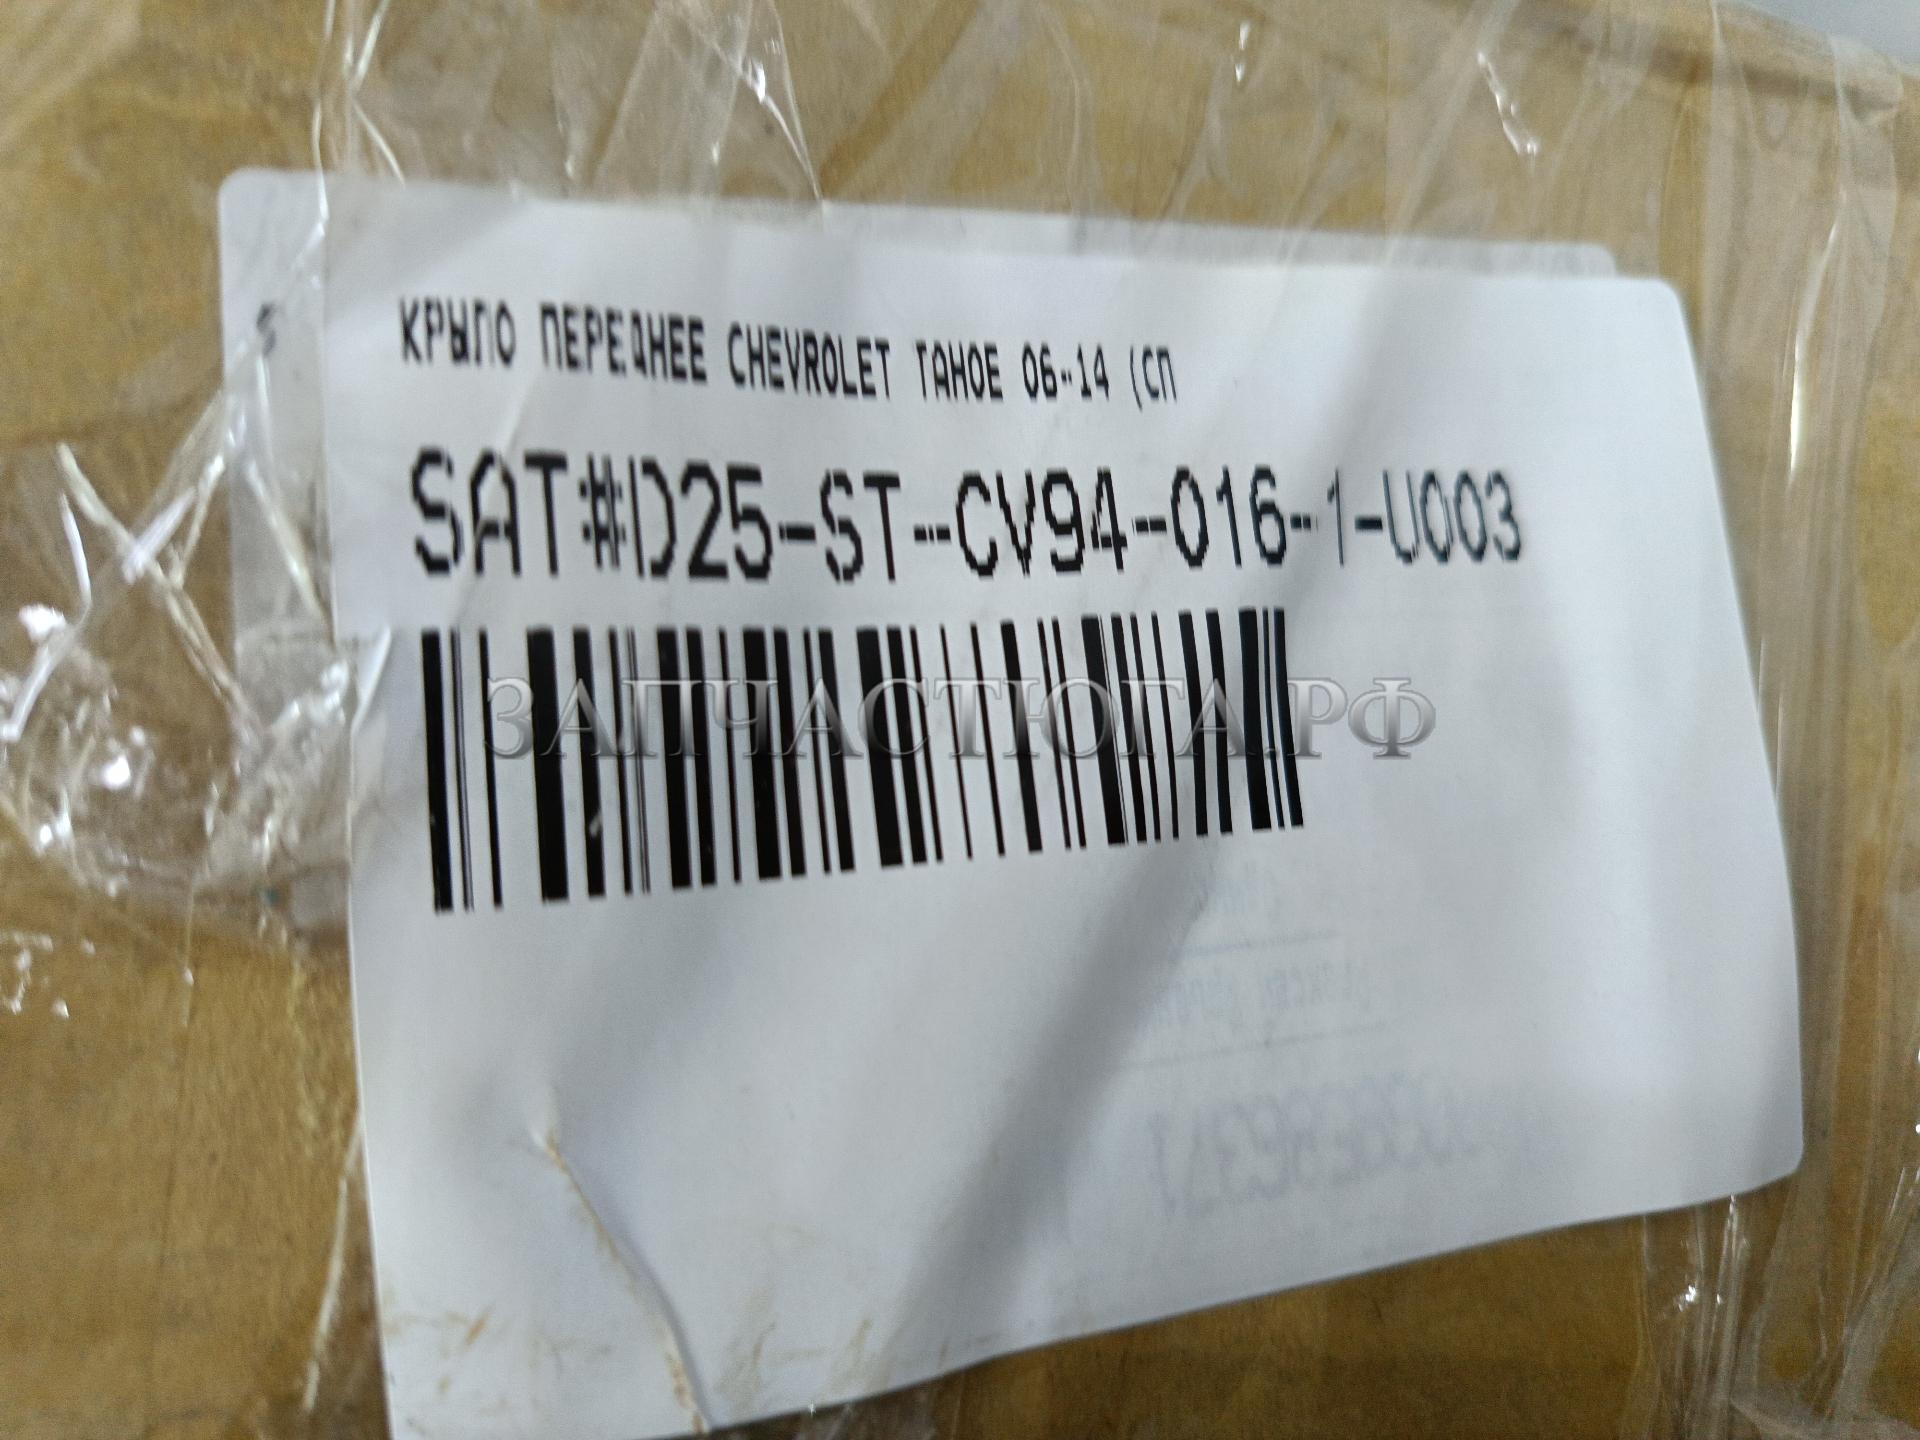 КРЫЛО ПЕРЕДНЕЕ CHEVROLET TAHOE 06-14 (СП
SAT#D25-ST-CV94-016-1-U003
ЗАПЧАСТЮГА.РФ